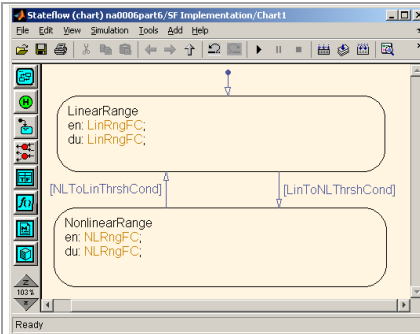 Stateflow (chart) na0006part6/SF Implementation/Chart1
File Edit View Simulation Tools Add Help
LinearRange
en: LinRngFC;
du: LinRngFC;
[NLToLinThrshCond]
[LinToNLThrshCond]
NonlinearRange
en: NLRngFC;
du: NLRngFC;
103%
Ready